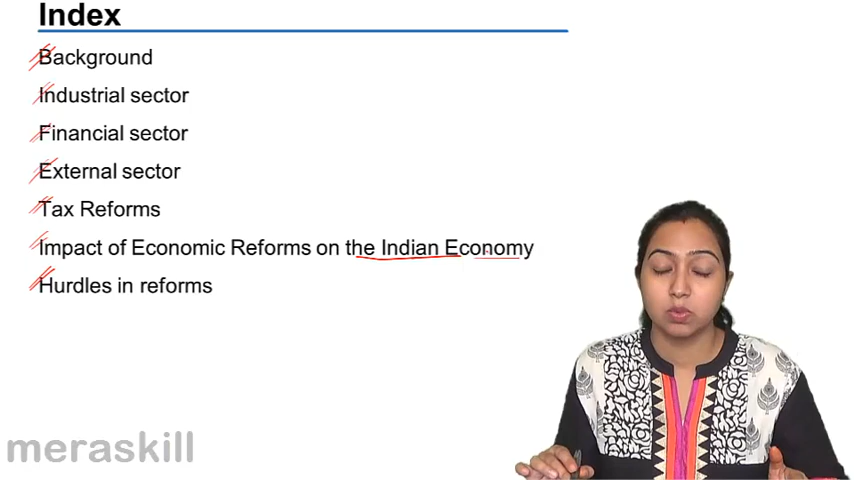 Index
Background
Industrial sector
Financial sector
External sector
Tax Reforms
Impact of Economic Reforms on the Indian Economy
Hurdles in reforms
meraskill